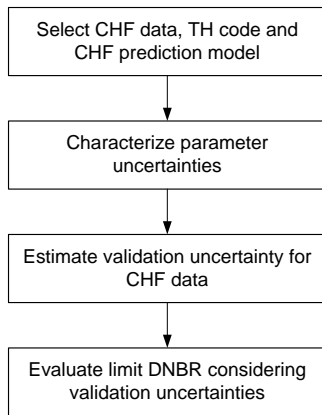 Select CHF data, TH code and
CHF prediction model
Characterize parameter
uncertainties
Estimate validation uncertainty for
CHF data
Evaluate limit DNBR considering
validation uncertainties